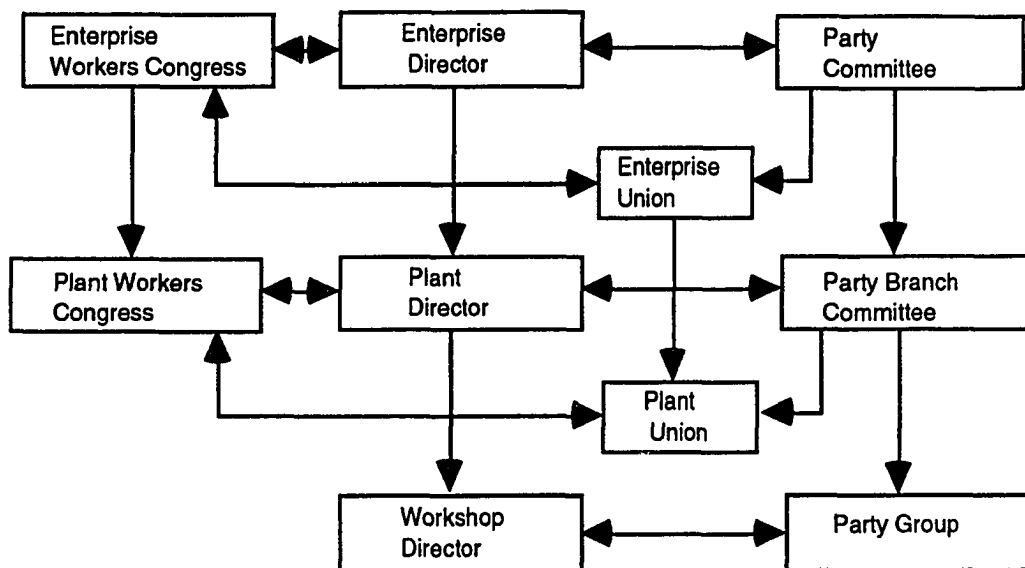 Enterprise
Workers Congress
Enterprise
Director
Party
Committee
Enterprise
Union
Plant Workers
Congress
Plant
Director
Party Branch
Committee
Plant
Union
Workshop
Director
Party Group